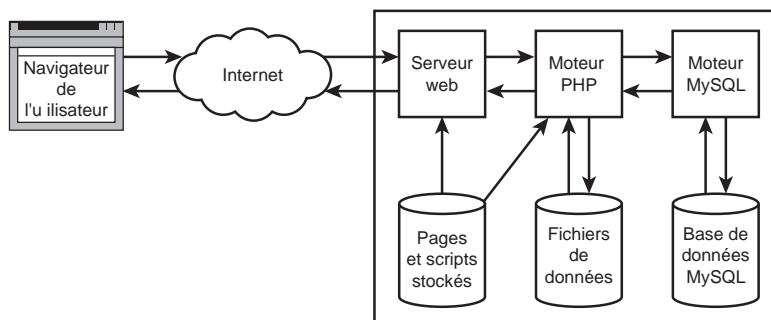 Navigateur
de
l'u ilisateur
Internet
Serveur
web
Moteur
PHP
Moteur
MySQL
Pages
et scripts
stockés
Fichiers
de
données
Base de
données
MySQL